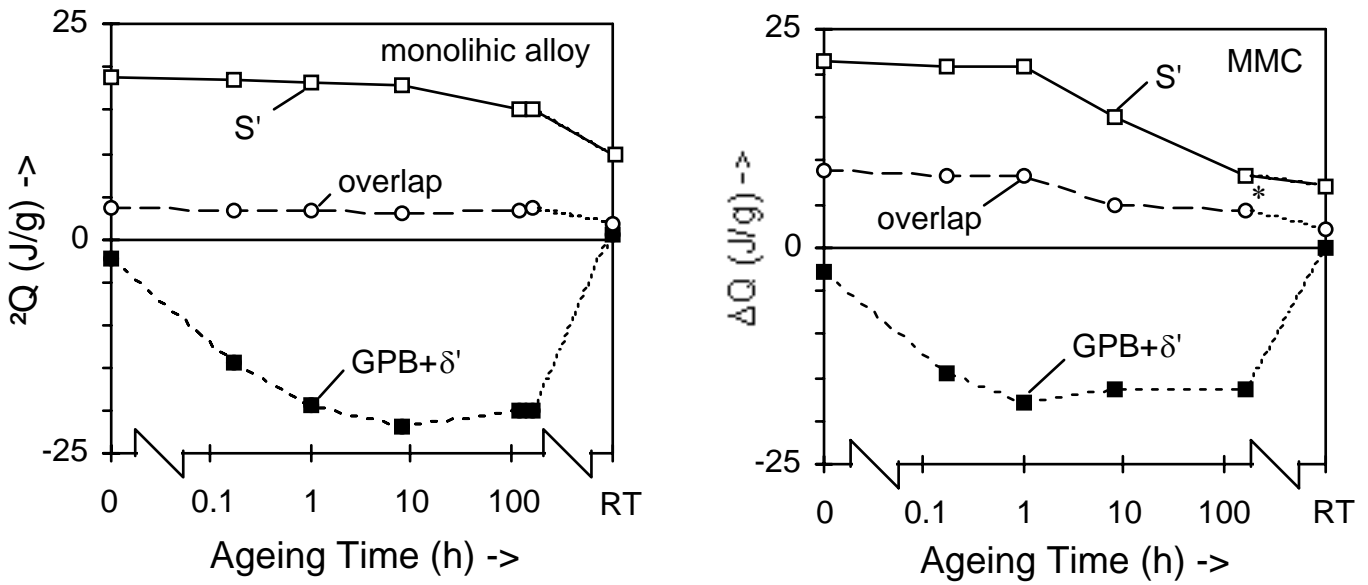 25
monolihic alloy
S'
overlap
0
²Q (J/g) ->
GPB+δ'
-25
0 0.1 1 10 100 RT
Ageing Time (h) ->
25
MMC
S'
*
overlap
0
ΔQ (J/g) ->
GPB+δ'
-25
0 0.1 1 10 100 RT
Ageing Time (h) ->